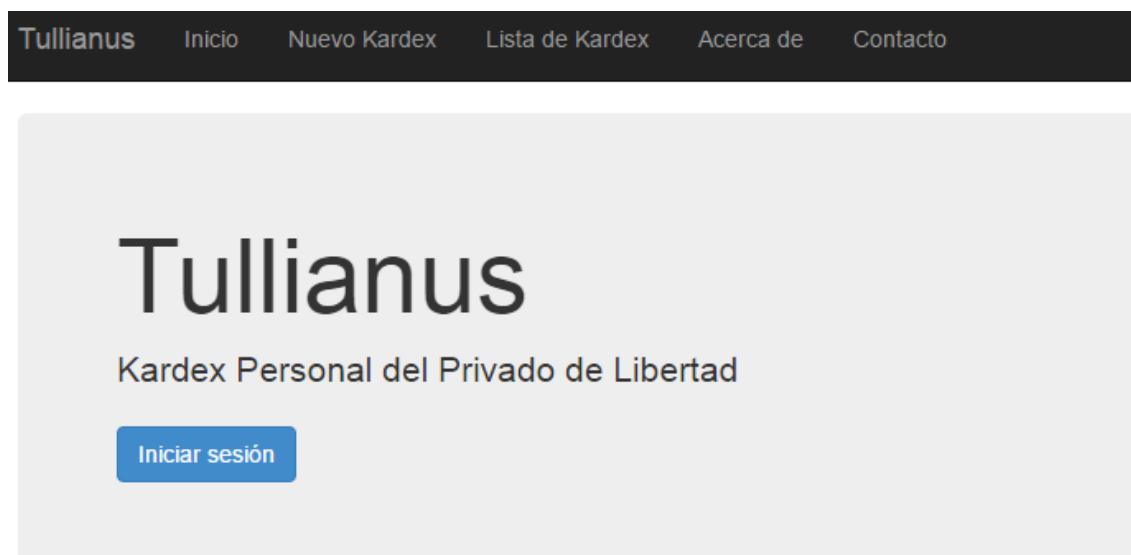 Tullianus Inicio Nuevo Kardex Lista de Kardex Acerca de Contacto
Tullianus
Kardex Personal del Privado de Libertad
Iniciar sesión